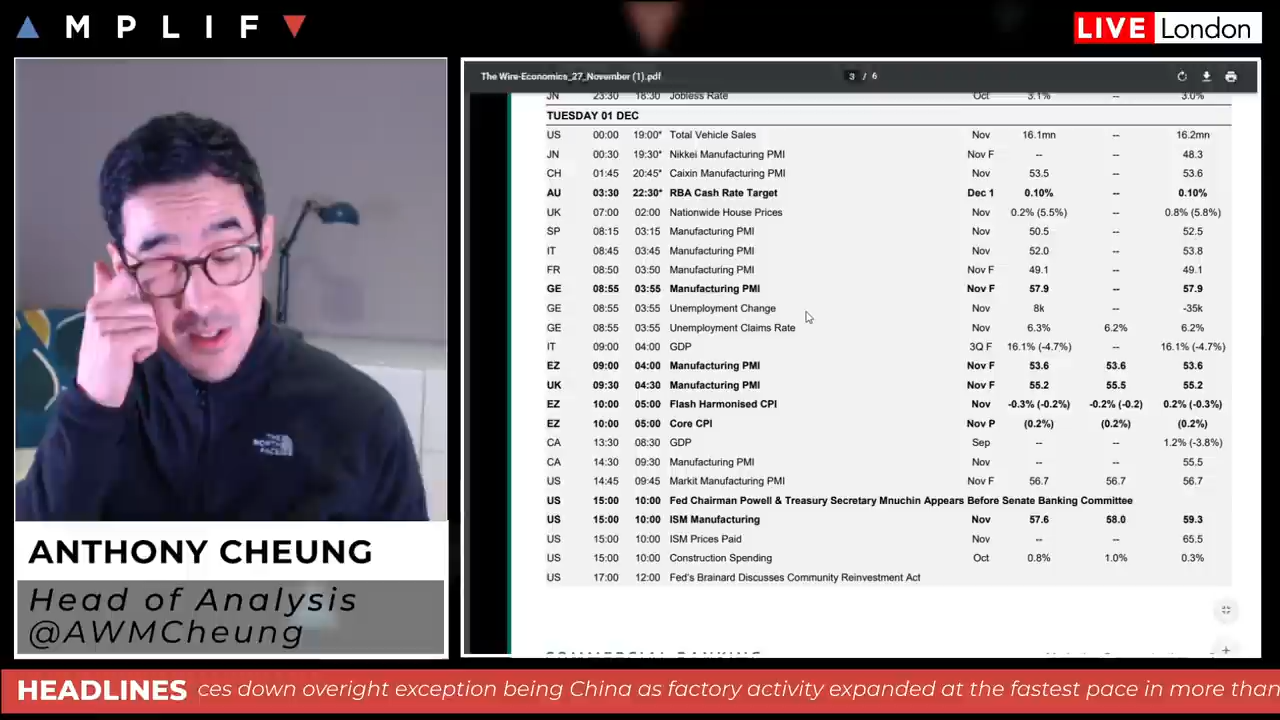 AMPLIFY
LIVE London
The Wire-Economics_27_November (1).pdf
3 / 6
JN 23:30 18:30 Jobless Rate Oct 3.1% -- 3.0%
TUESDAY 01 DEC
US 00:00 19:00* Total Vehicle Sales Nov 16.1mn -- 16.2mn
JN 00:30 19:30* Nikkei Manufacturing PMI Nov F -- -- 48.3
CH 01:45 20:45* Caixin Manufacturing PMI Nov 53.5 -- 53.6
AU 03:30 22:30* RBA Cash Rate Target Dec 1 0.10% -- 0.10%
UK 07:00 02:00 Nationwide House Prices Nov 0.2% (5.5%) -- 0.8% (5.8%)
SP 08:15 03:15 Manufacturing PMI Nov 50.5 -- 52.5
IT 08:45 03:45 Manufacturing PMI Nov 52.0 -- 53.8
FR 08:50 03:50 Manufacturing PMI Nov F 49.1 -- 49.1
GE 08:55 03:55 Manufacturing PMI Nov F 57.9 -- 57.9
GE 08:55 03:55 Unemployment Change Nov 8k -- -35k
GE 08:55 03:55 Unemployment Claims Rate Nov 6.3% 6.2% 6.2%
IT 09:00 04:00 GDP 3Q F 16.1% (-4.7%) -- 16.1% (-4.7%)
EZ 09:00 04:00 Manufacturing PMI Nov F 53.6 53.6 53.6
UK 09:30 04:30 Manufacturing PMI Nov F 55.2 55.5 55.2
EZ 10:00 05:00 Flash Harmonised CPI Nov -0.3% (-0.2%) -0.2% (-0.2) 0.2% (-0.3%)
EZ 10:00 05:00 Core CPI Nov P (0.2%) (0.2%) (0.2%)
CA 13:30 08:30 GDP Sep -- -- 1.2% (-3.8%)
CA 14:30 09:30 Manufacturing PMI Nov -- -- 55.5
US 14:45 09:45 Markit Manufacturing PMI Nov F 56.7 56.7 56.7
US 15:00 10:00 Fed Chairman Powell & Treasury Secretary Mnuchin Appears Before Senate Banking Committee
US 15:00 10:00 ISM Manufacturing Nov 57.6 58.0 59.3
US 15:00 10:00 ISM Prices Paid Nov -- -- 65.5
US 15:00 10:00 Construction Spending Oct 0.8% 1.0% 0.3%
US 17:00 12:00 Fed's Brainard Discusses Community Reinvestment Act
THE NORTH FACE
ANTHONY CHEUNG
Head of Analysis
@AWMCheung
HEADLINES ces down overight exception being China as factory activity expanded at the fastest pace in more than